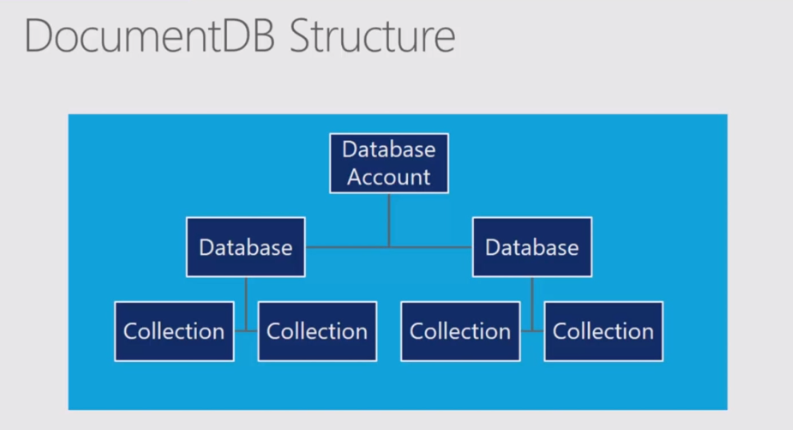 DocumentDB Structure
Database
Account
Database
Database
Collection
Collection
Collection
Collection